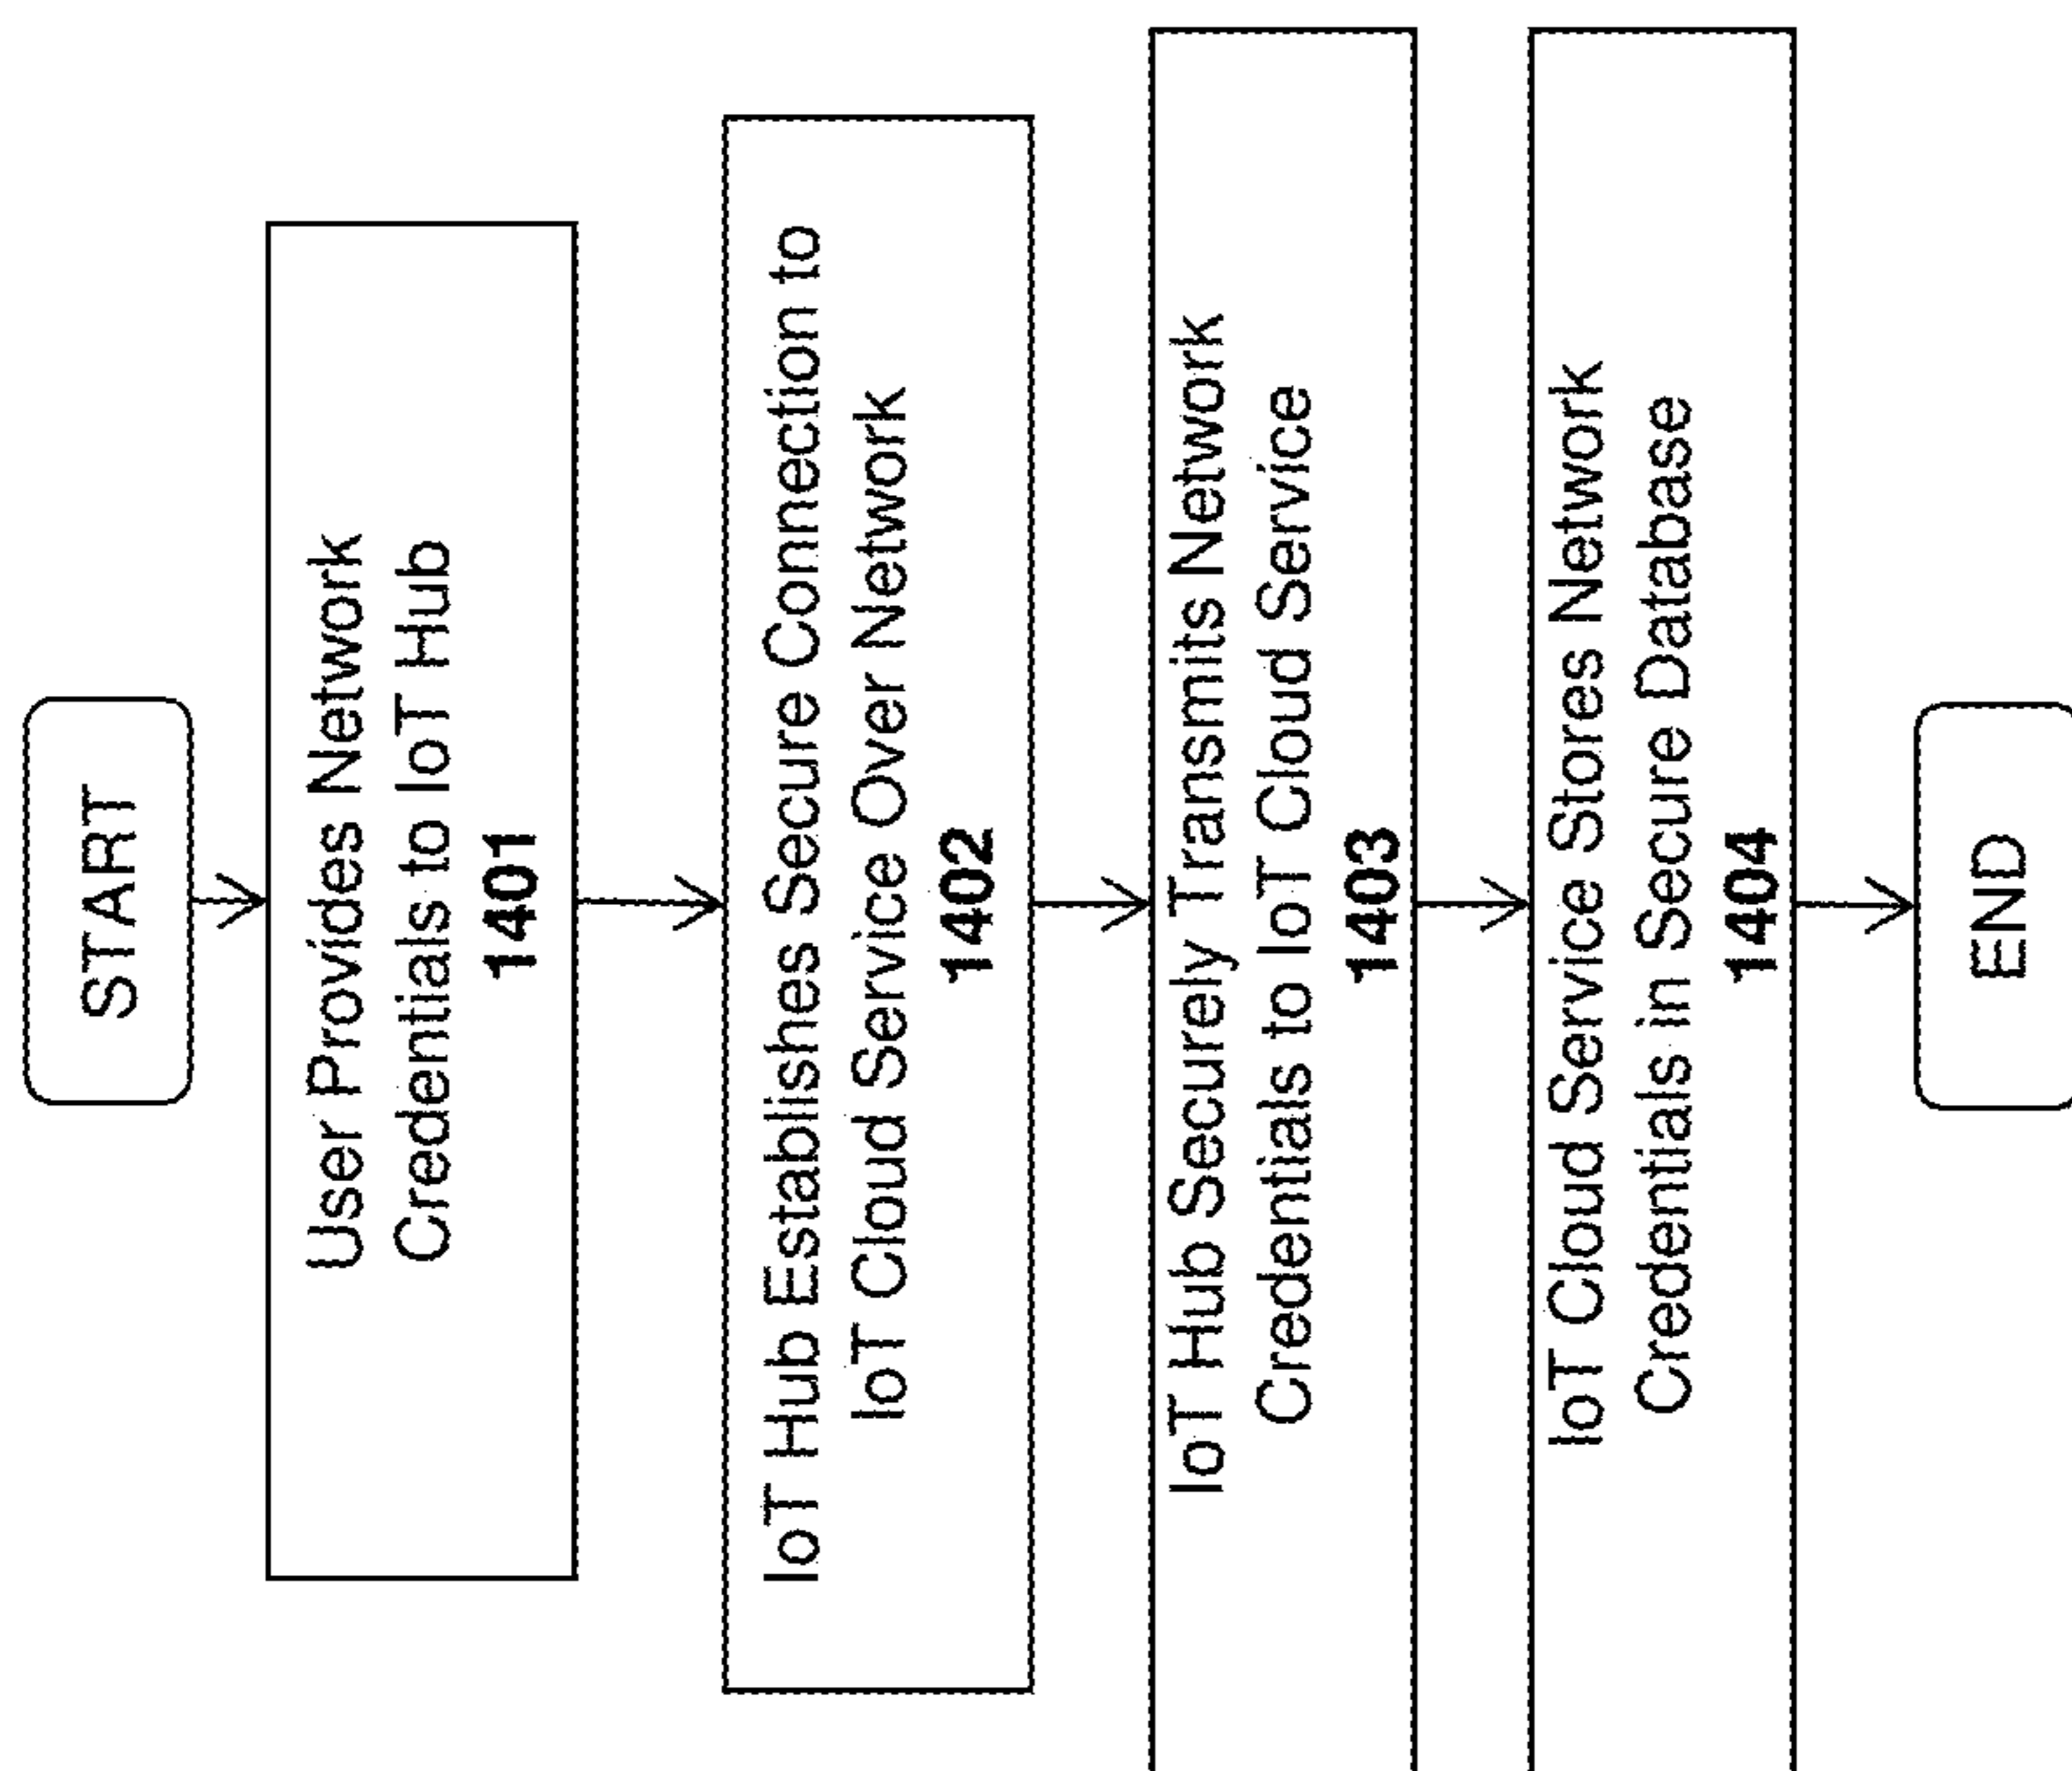 START
User Provides Network
Credentials to IoT Hub
1401
IoT Hub Establishes Secure Connection to
IoT Cloud Service Over Network
1402
IoT Hub Securely Transmits Network
Credentials to IoT Cloud Service
1403
IoT Cloud Service Stores Network
Credentials in Secure Database
1404
END